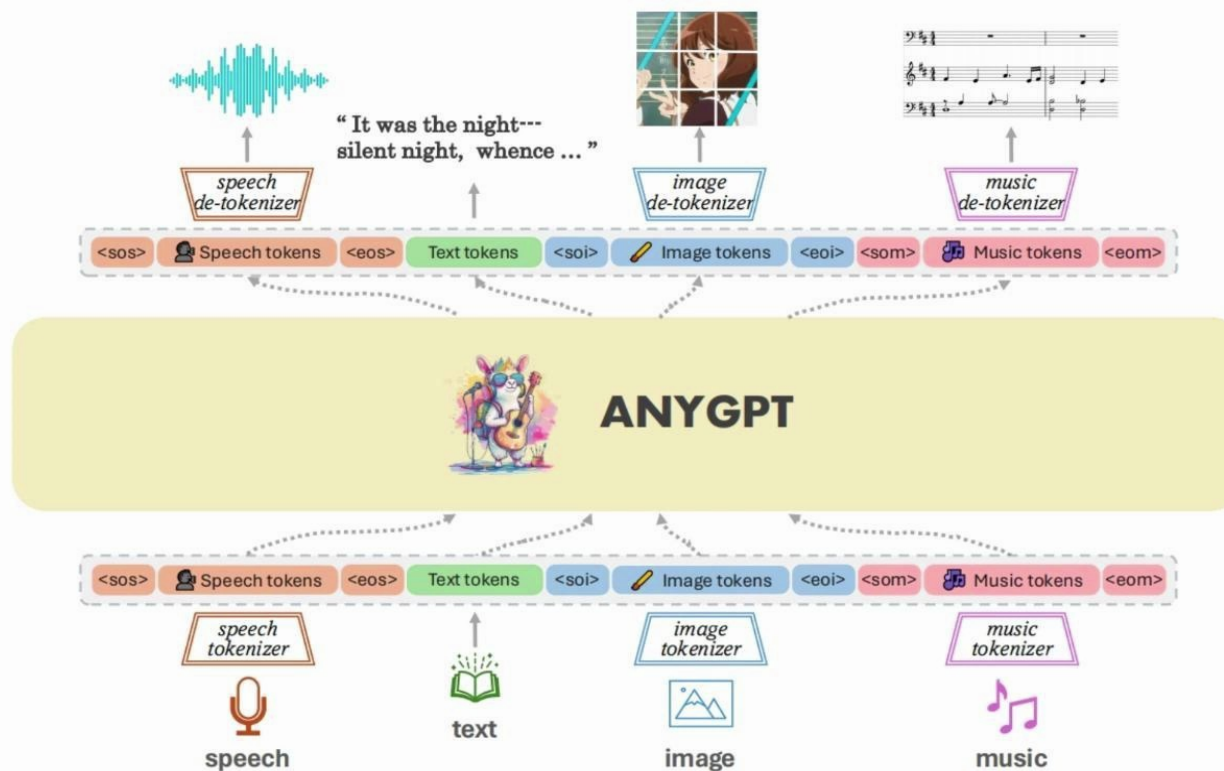 “ It was the night---
silent night, whence ... ”
speech
de-tokenizer
image
de-tokenizer
music
de-tokenizer
<sos> Speech tokens <eos> Text tokens <soi> Image tokens <eoi> <som> Music tokens <eom>
ANYGPT
<sos> Speech tokens <eos> Text tokens <soi> Image tokens <eoi> <som> Music tokens <eom>
speech
tokenizer
image
tokenizer
music
tokenizer
text
speech
image
music